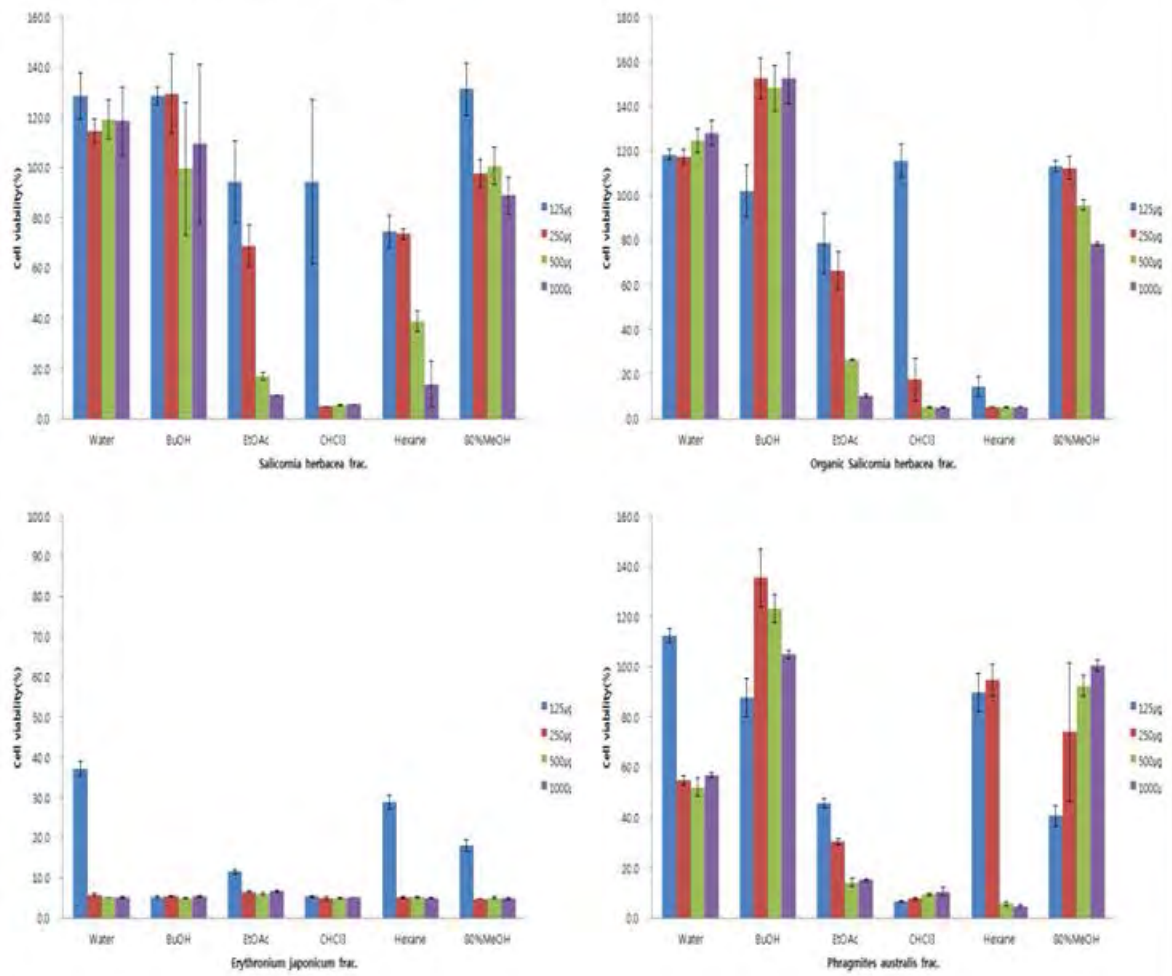 160.0
140.0
120.0
100.0
80.0
60.0
40.0
20.0
0.0
Cell viability(%)
Water BuOH EtOAc CHCl3 Hexane 80%MeOH
Salicornia herbacea frac.
125μg
250μg
500μg
1000μ
180.0
160.0
140.0
120.0
100.0
80.0
60.0
40.0
20.0
0.0
Cell viability(%)
Water BuOH EtOAc CHCl3 Hexane 80%MeOH
Organic Salicornia herbacea frac.
125μg
250μg
500μg
1000μ
100.0
90.0
80.0
70.0
60.0
50.0
40.0
30.0
20.0
10.0
0.0
Cell viability(%)
Water BuOH EtOAc CHCl3 Hexane 80%MeOH
Erythronium japonicum frac.
125μg
250μg
500μg
1000μ
160.0
140.0
120.0
100.0
80.0
60.0
40.0
20.0
0.0
Cell viability(%)
Water BuOH EtOAc CHCl3 Hexane 80%MeOH
Phragmites australis frac.
125μg
250μg
500μg
1000μ